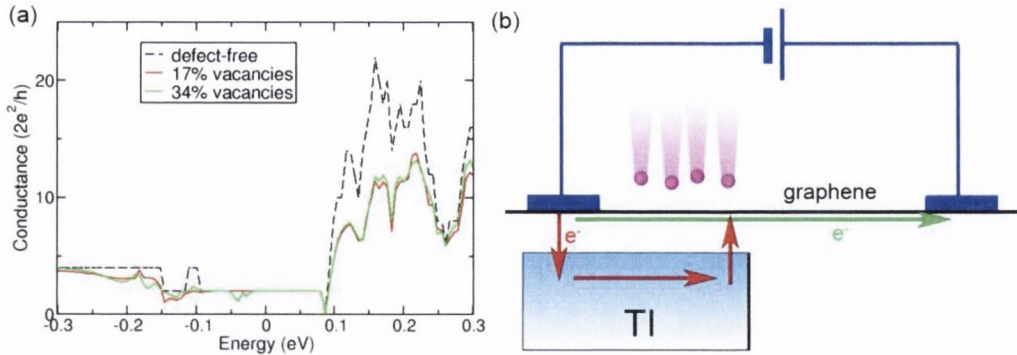 (a)
defect-free
17% vacancies
34% vacancies
Conductance (2e²/h)
20
10
0
-0.3
-0.2
-0.1
0
0.1
0.2
0.3
Energy (eV)
(b)
graphene
e⁻
e⁻
TI